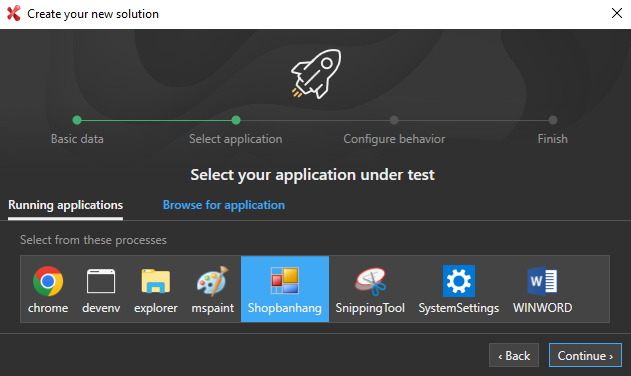 Create your new solution
Basic data Select application Configure behavior Finish
Select your application under test
Running applications Browse for application
Select from these processes
chrome devenv explorer mspaint Shopbanhang SnippingTool SystemSettings WINWORD
‹ Back Continue ›